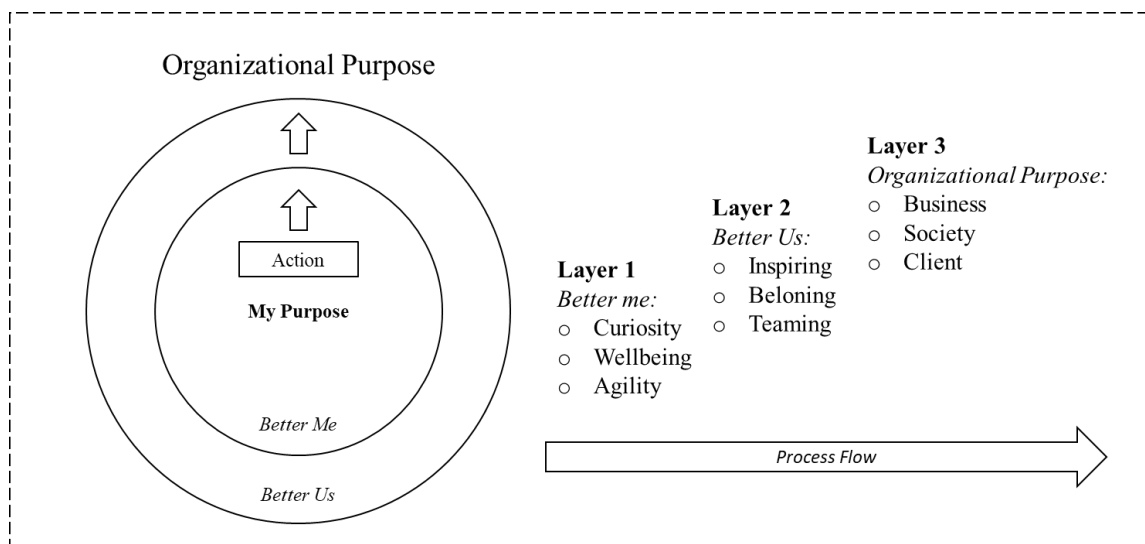 Organizational Purpose
Action
My Purpose
Better Me
Better Us
Layer 1
Better me:
○ Curiosity
○ Wellbeing
○ Agility
Layer 2
Better Us:
○ Inspiring
○ Beloning
○ Teaming
Layer 3
Organizational Purpose:
○ Business
○ Society
○ Client
Process Flow